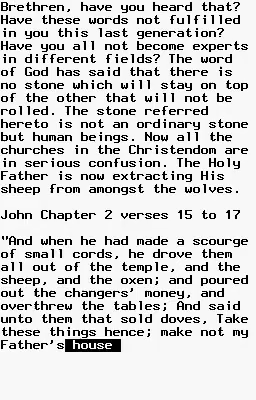 Brethren, have you heard that?
Have these words not fulfilled
in you this last generation?
Have you all not become experts
in different fields? The word
of God has said that there is
no stone which will stay on top
of the other that will not be
rolled. The stone referred
hereto is not an ordinary stone
but human beings. Now all the
churches in the Christendom are
in serious confusion. The Holy
Father is now extracting His
sheep from amongst the wolves.
John Chapter 2 verses 15 to 17
"And when he had made a scourge
of small cords, he drove them
all out of the temple, and the
sheep, and the oxen; and poured
out the changers' money, and
overthrew the tables; And said
unto them that sold doves, Take
these things hence; make not my
Father's house